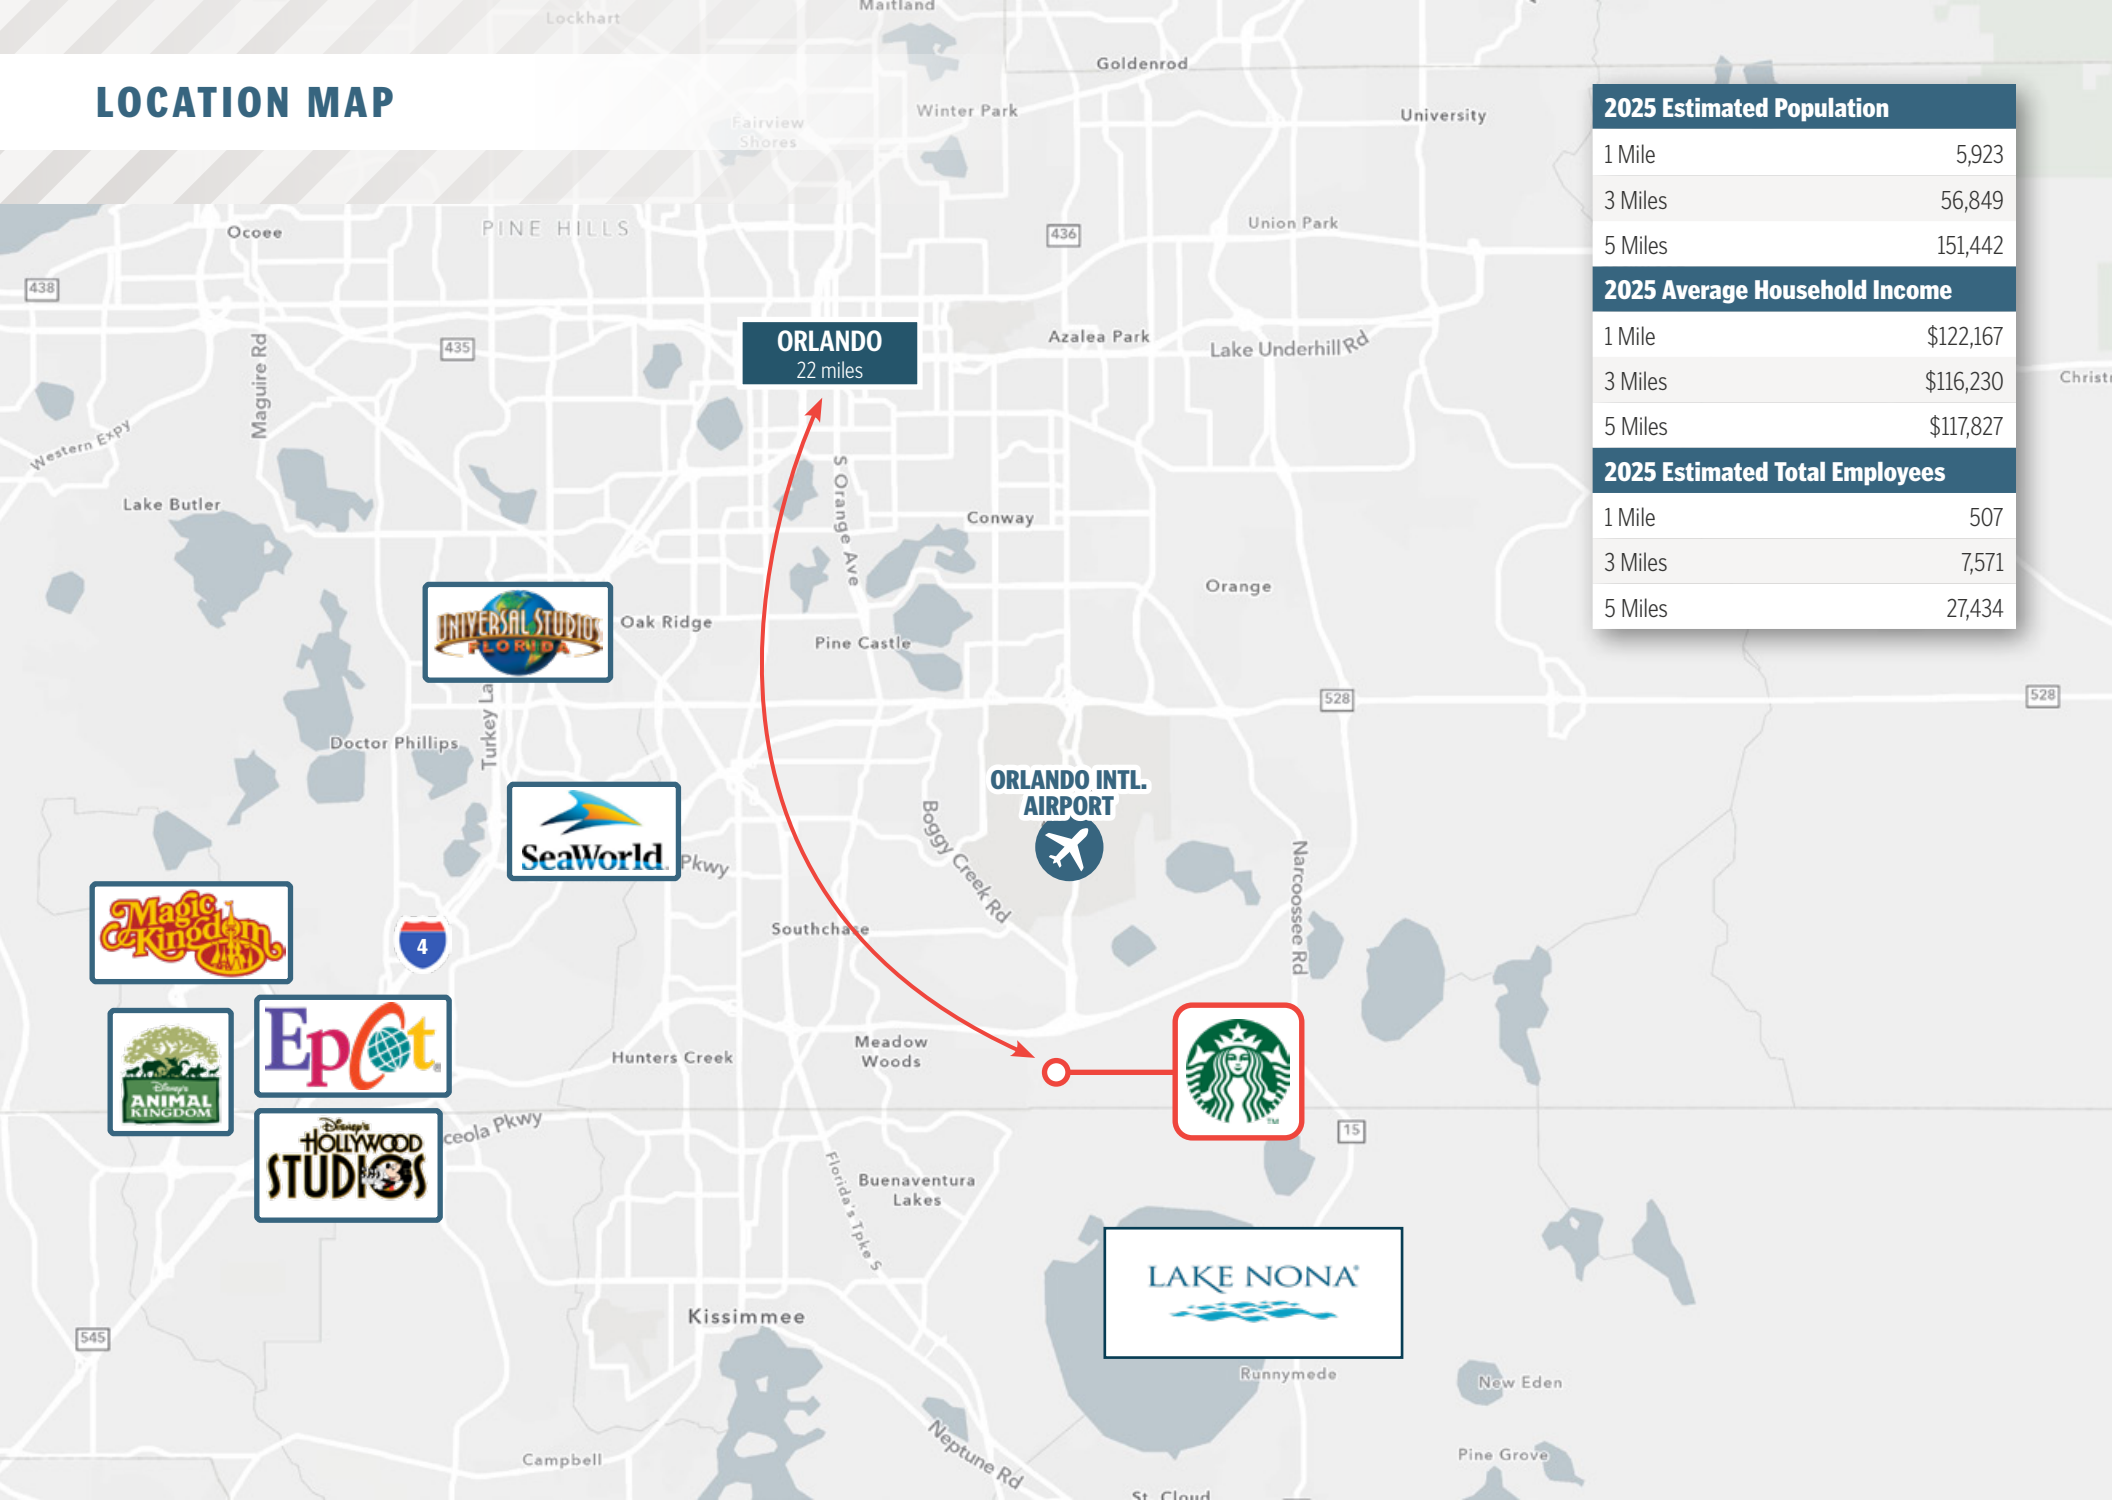 LOCATION MAP
Lockhart
Maitland
Goldenrod
Fairview
Shores
Winter Park
University
2025 Estimated Population
1 Mile 5,923
3 Miles 56,849
5 Miles 151,442
2025 Average Household Income
1 Mile $122,167
3 Miles $116,230
5 Miles $117,827
2025 Estimated Total Employees
1 Mile 507
3 Miles 7,571
5 Miles 27,434
Ocoee
PINE HILLS
436
Union Park
438
Maguire Rd
435
ORLANDO
22 miles
Azalea Park
Lake Underhill Rd
Western Expy
Lake Butler
S Orange Ave
Conway
Orange
UNIVERSAL STUDIOS
FLORIDA
Oak Ridge
Pine Castle
528
528
Turkey La
Doctor Phillips
ORLANDO INTL.
AIRPORT
SeaWorld
Pkwy
Boggy Creek Rd
Narcoossee Rd
Magic
Kingdom
4
Southchase
Epcot
Disney's
ANIMAL
KINGDOM
Hunters Creek
Meadow
Woods
TM
Disney's
HOLLYWOOD
STUDIOS
ceola Pkwy
15
Florida's Tpke S
Buenaventura
Lakes
LAKE NONA®
545
Kissimmee
Runnymede
New Eden
Campbell
Neptune Rd
Pine Grove
St. Cloud